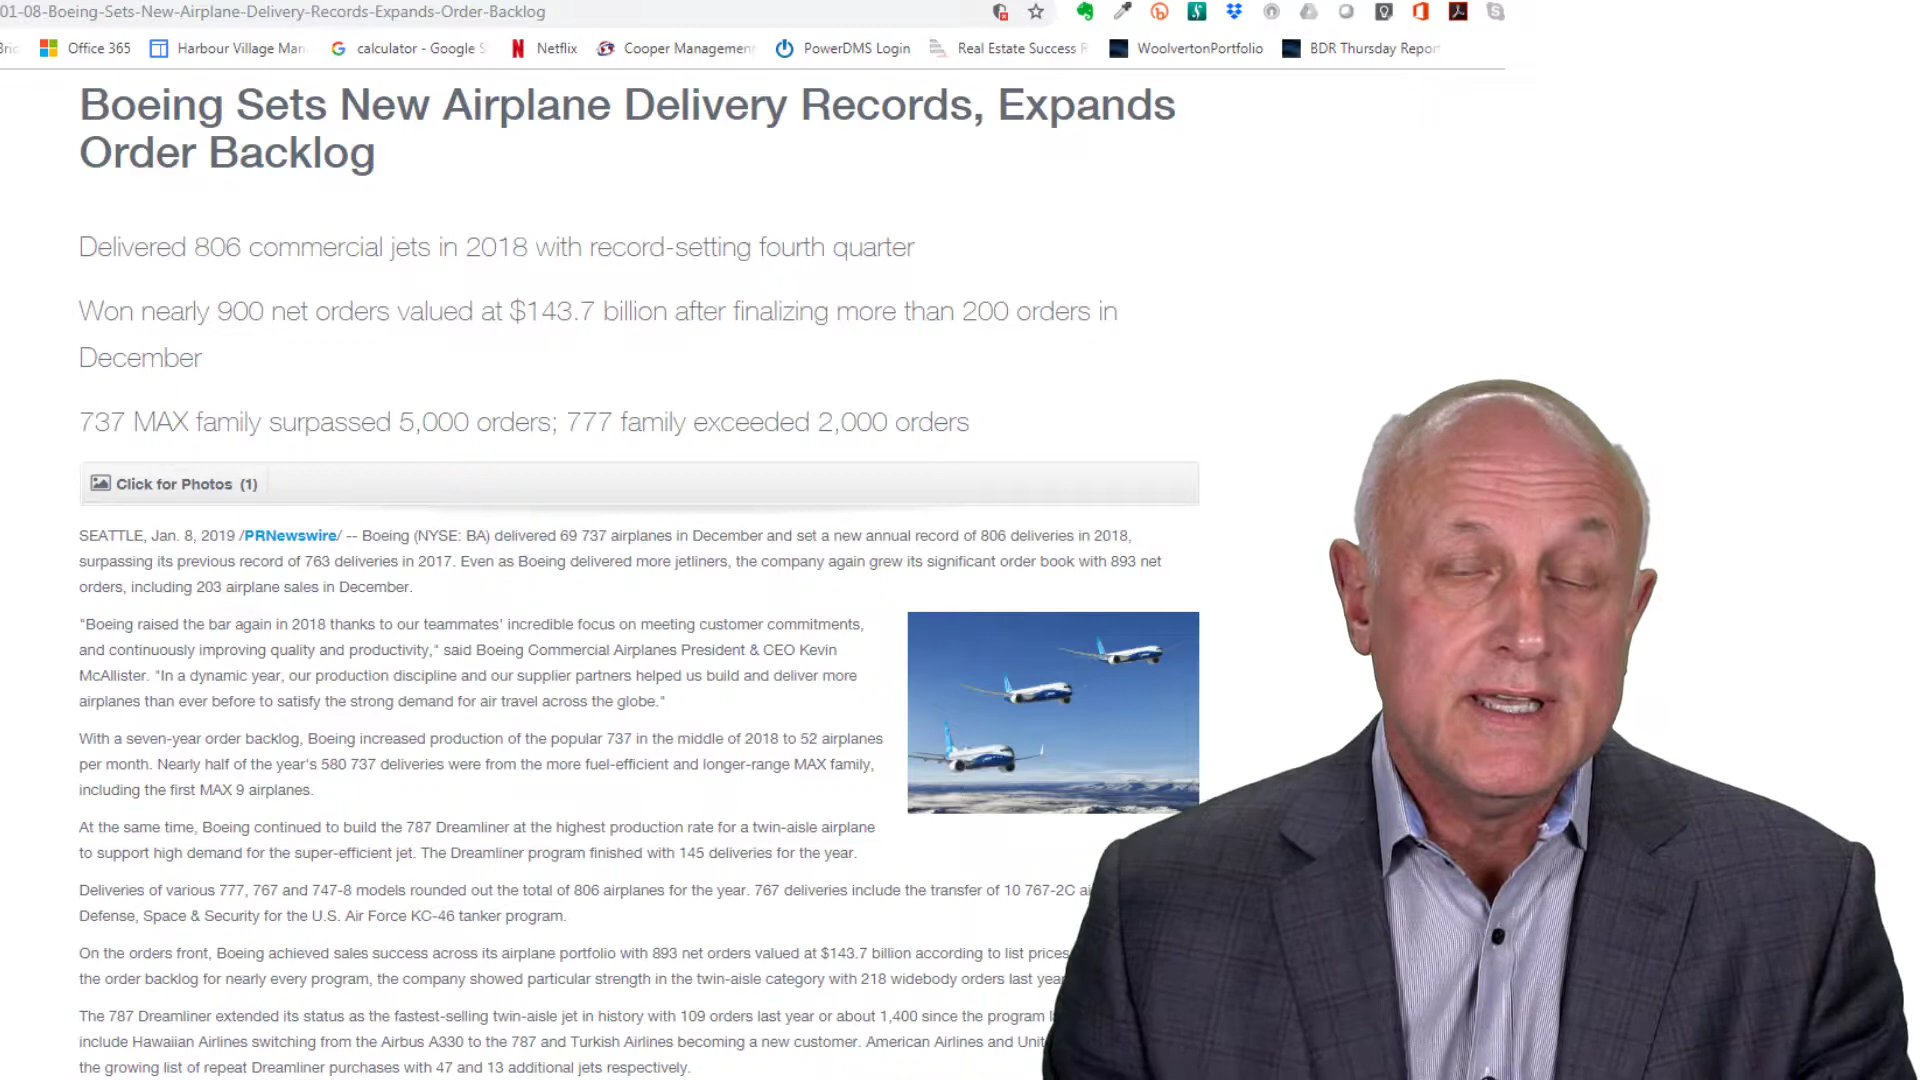 01-08-Boeing-Sets-New-Airplane-Delivery-Records-Expands-Order-Backlog
Office 365 Harbour Village Man calculator - Google S Netflix Cooper Management PowerDMS Login Real Estate Success R WoolvertonPortfolio BDR Thursday Report
Boeing Sets New Airplane Delivery Records, Expands
Order Backlog
Delivered 806 commercial jets in 2018 with record-setting fourth quarter
Won nearly 900 net orders valued at $143.7 billion after finalizing more than 200 orders in
December
737 MAX family surpassed 5,000 orders; 777 family exceeded 2,000 orders
Click for Photos (1)
SEATTLE, Jan. 8, 2019 /PRNewswire/ -- Boeing (NYSE: BA) delivered 69 737 airplanes in December and set a new annual record of 806 deliveries in 2018,
surpassing its previous record of 763 deliveries in 2017. Even as Boeing delivered more jetliners, the company again grew its significant order book with 893 net
orders, including 203 airplane sales in December.
"Boeing raised the bar again in 2018 thanks to our teammates' incredible focus on meeting customer commitments,
and continuously improving quality and productivity," said Boeing Commercial Airplanes President & CEO Kevin
McAllister. "In a dynamic year, our production discipline and our supplier partners helped us build and deliver more
airplanes than ever before to satisfy the strong demand for air travel across the globe."
With a seven-year order backlog, Boeing increased production of the popular 737 in the middle of 2018 to 52 airplanes
per month. Nearly half of the year's 580 737 deliveries were from the more fuel-efficient and longer-range MAX family,
including the first MAX 9 airplanes.
At the same time, Boeing continued to build the 787 Dreamliner at the highest production rate for a twin-aisle airplane
to support high demand for the super-efficient jet. The Dreamliner program finished with 145 deliveries for the year.
Deliveries of various 777, 767 and 747-8 models rounded out the total of 806 airplanes for the year. 767 deliveries include the transfer of 10 767-2C
Defense, Space & Security for the U.S. Air Force KC-46 tanker program.
On the orders front, Boeing achieved sales success across its airplane portfolio with 893 net orders valued at $143.7 billion according to list prices
the order backlog for nearly every program, the company showed particular strength in the twin-aisle category with 218 widebody orders last year
The 787 Dreamliner extended its status as the fastest-selling twin-aisle jet in history with 109 orders last year or about 1,400 since the program
include Hawaiian Airlines switching from the Airbus A330 to the 787 and Turkish Airlines becoming a new customer. American Airlines and Unit
the growing list of repeat Dreamliner purchases with 47 and 13 additional jets respectively.